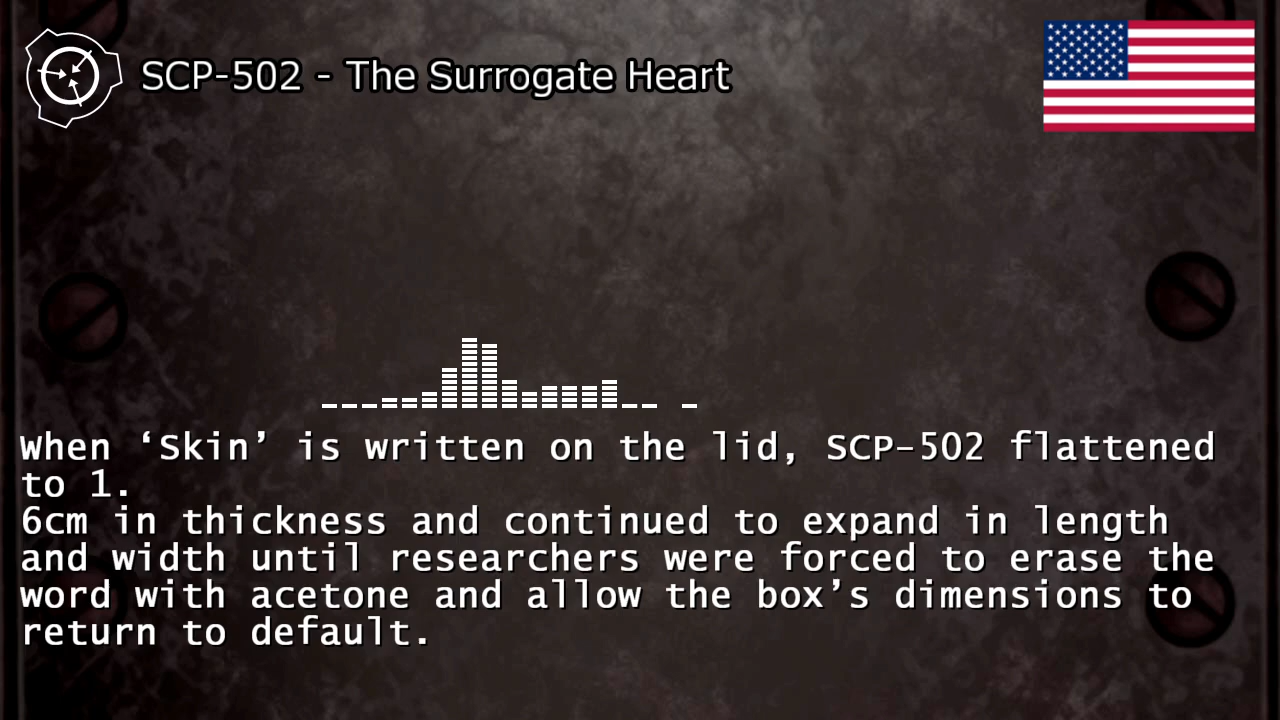 SCP-502 - The Surrogate Heart
When ‘Skin’ is written on the lid, SCP-502 flattened
to 1.
6cm in thickness and continued to expand in length
and width until researchers were forced to erase the
word with acetone and allow the box’s dimensions to
return to default.